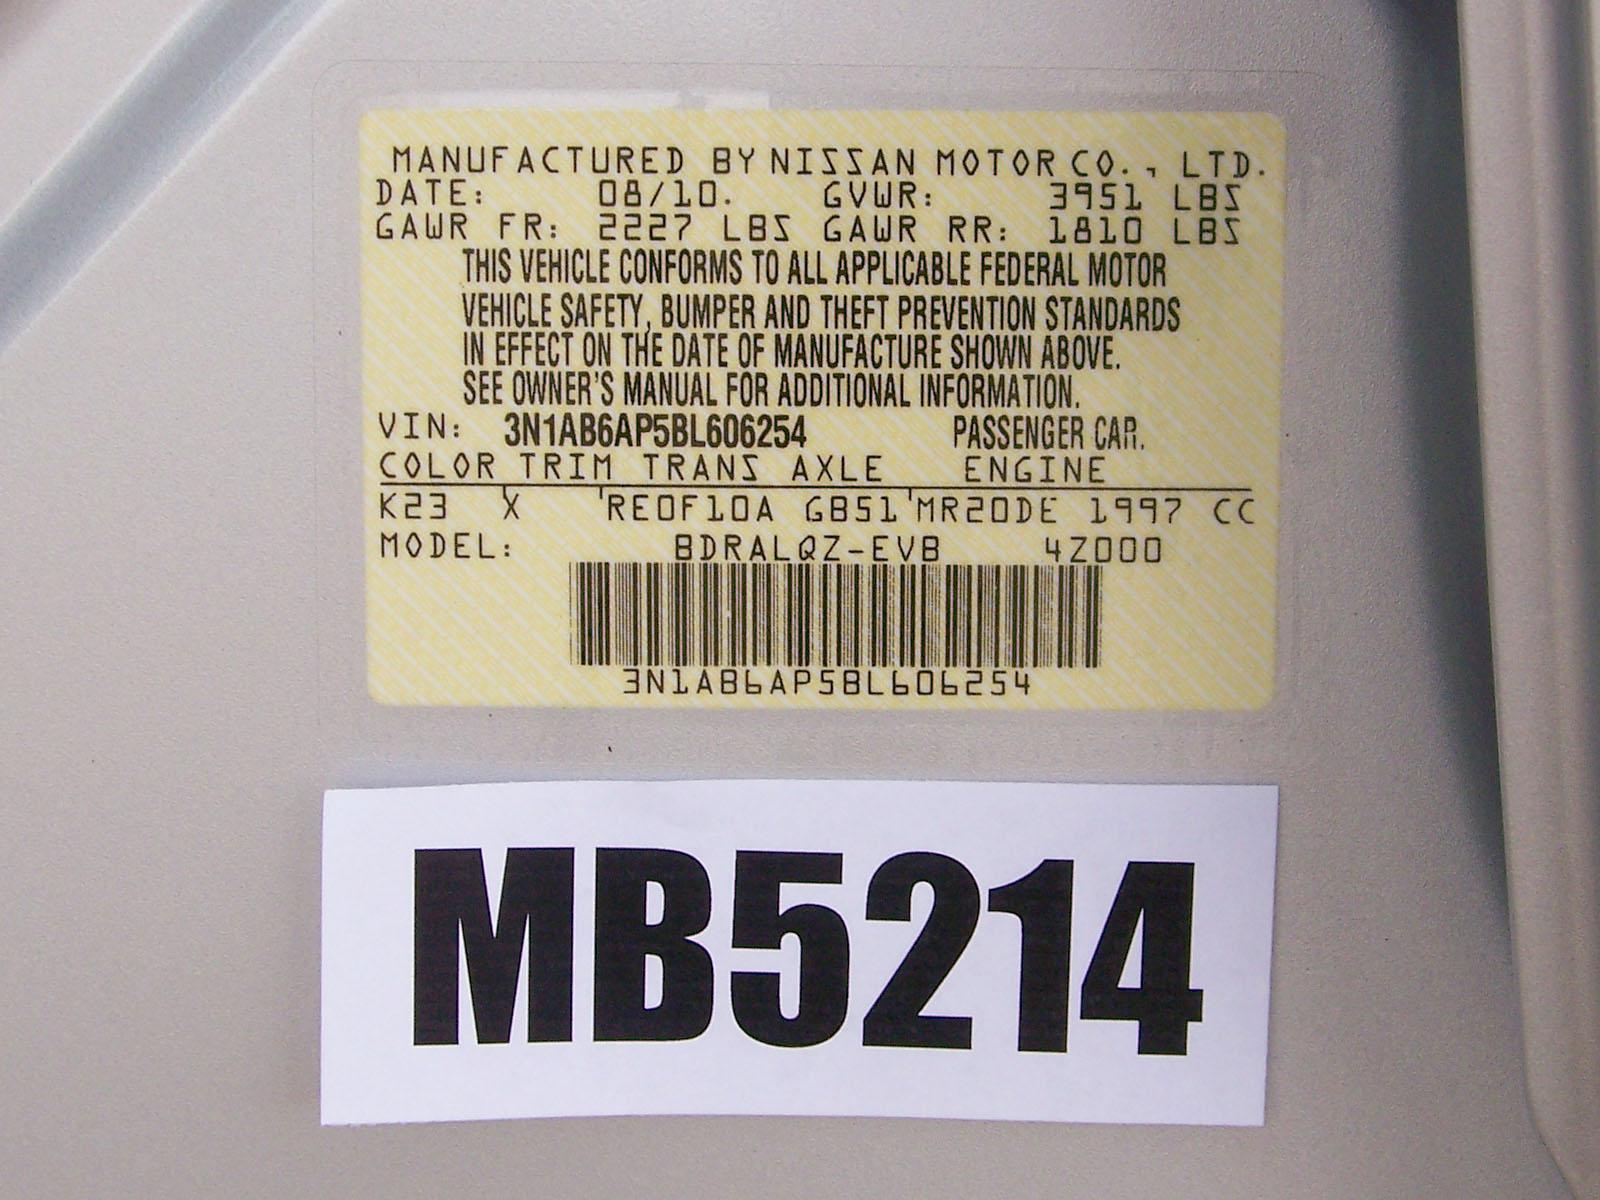 MANUFACTURED BY NISSAN MOTOR CO., LTD.
DATE: 08/10. GVWR: 3951 LBS
GAWR FR: 2227 LBS GAWR RR: 1810 LBS
THIS VEHICLE CONFORMS TO ALL APPLICABLE FEDERAL MOTOR
VEHICLE SAFETY, BUMPER AND THEFT PREVENTION STANDARDS
IN EFFECT ON THE DATE OF MANUFACTURE SHOWN ABOVE.
SEE OWNER'S MANUAL FOR ADDITIONAL INFORMATION.
VIN: 3N1AB6AP5BL606254 PASSENGER CAR.
COLOR TRIM TRANS AXLE ENGINE
K23 X RE0F10A GB51 MR20DE 1997 CC
MODEL: BDRALQZ-EVB 4Z000
3N1AB6AP5BL606254
MB5214